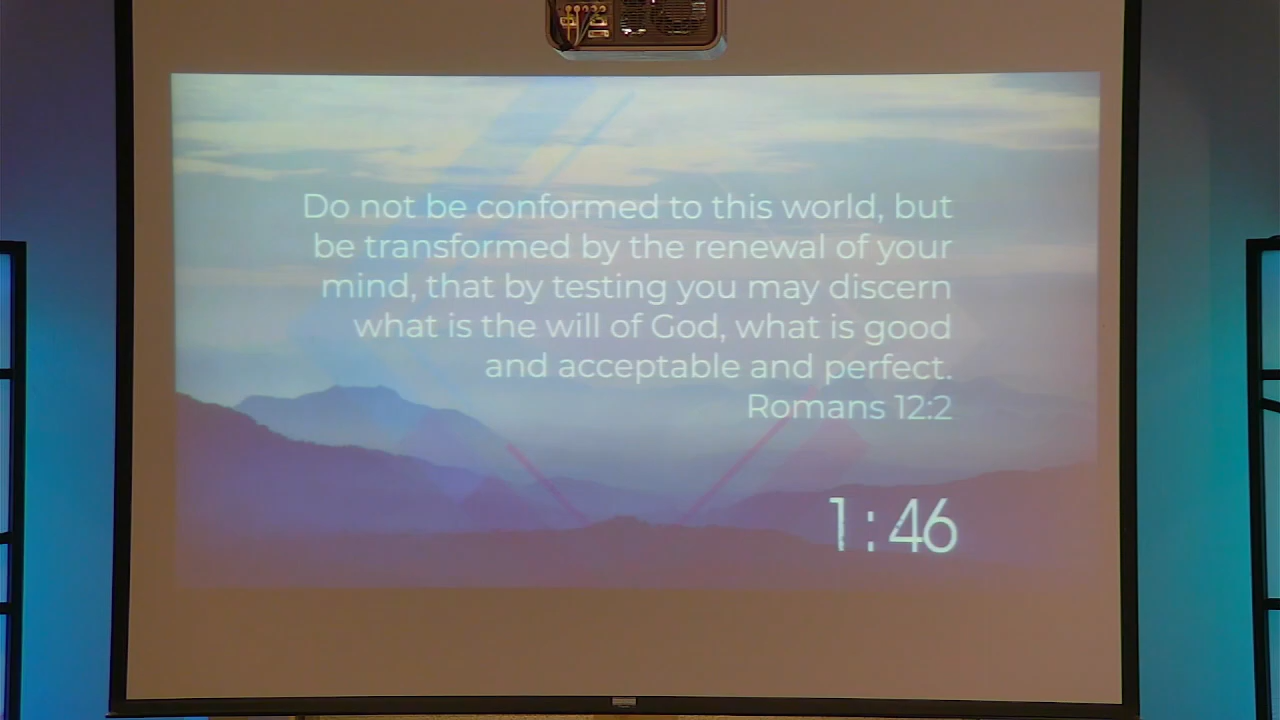 Do not be conformed to this world, but
be transformed by the renewal of your
mind, that by testing you may discern
what is the will of God, what is good
and acceptable and perfect.
Romans 12:2
1:46